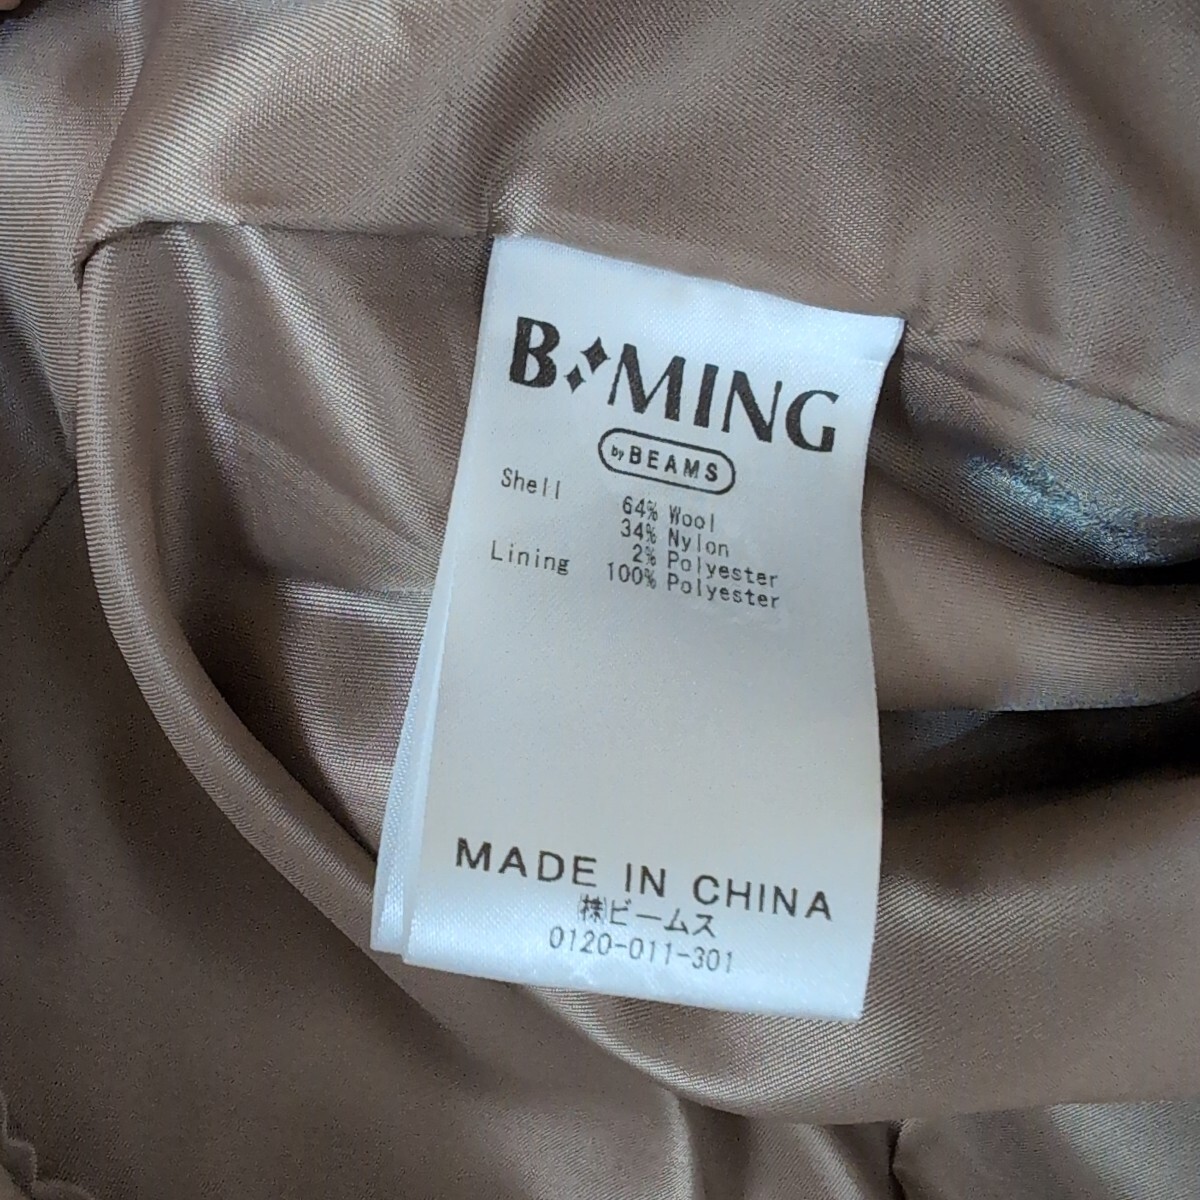 B MING
by BEAMS
Shell 64% Wool
34% Nylon
2% Polyester
Lining 100% Polyester
MADE IN CHINA
㈱ビームス
0120-011-301